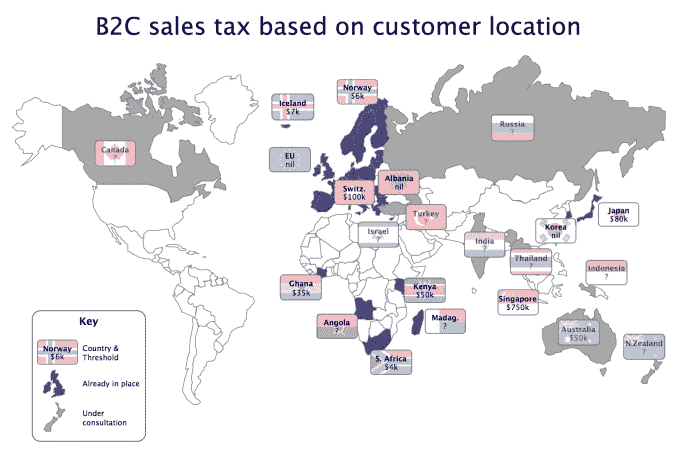 B2C sales tax based on customer location
Norway
$6k
Iceland
$7k
Russia
?
Canada
?
EU
nil
Albania
nil
Switz.
$100k
Turkey
?
Japan
$80k
Korea
nil
Israel
?
India
?
Thailand
?
Indonesia
?
Ghana
$35k
Kenya
$50k
Singapore
$750k
Angola
?
Madag.
?
Australia
$50k
N.Zealand
?
S. Africa
$4k
Key
Norway
$6k
Country &
Threshold
Already in place
Under
consultation